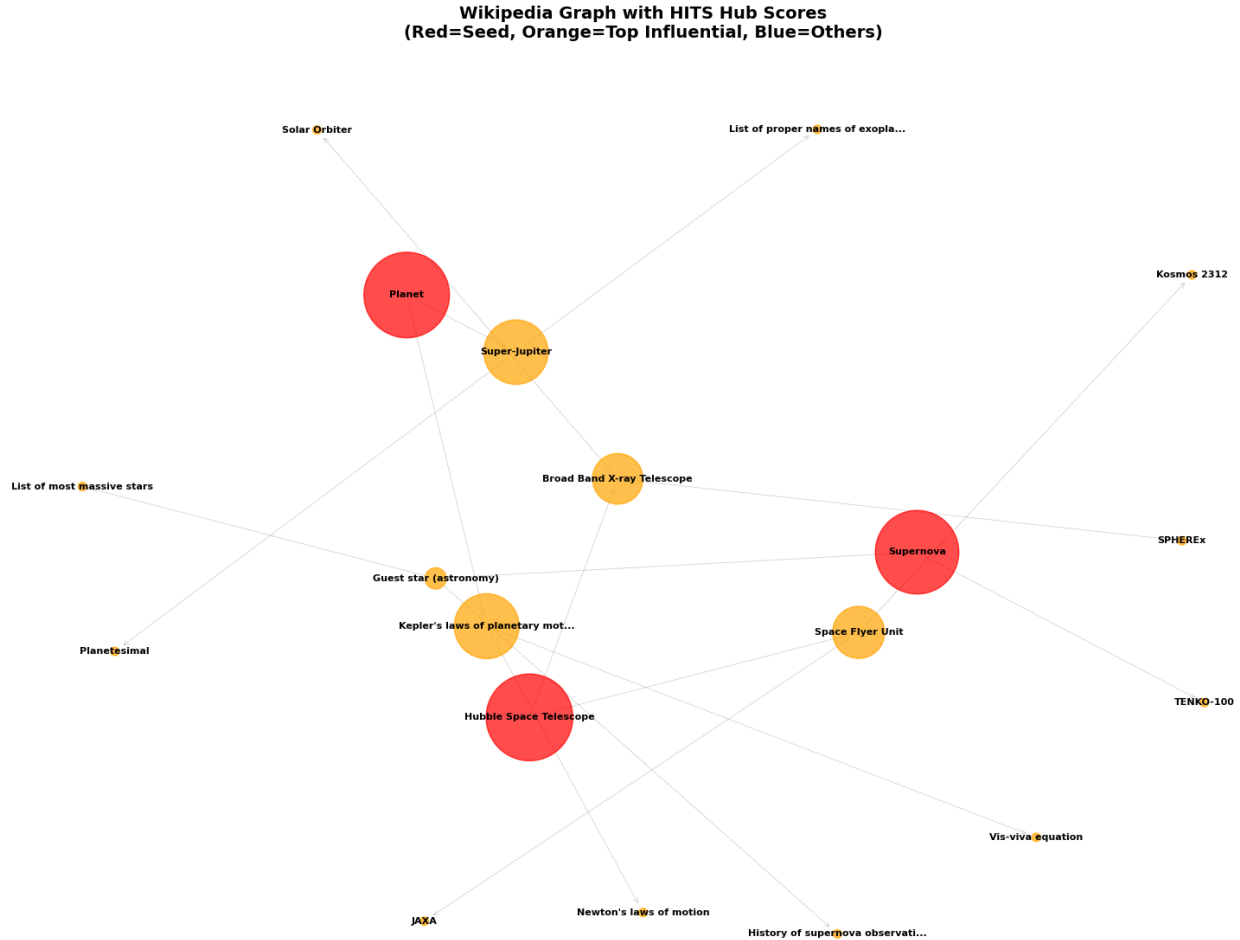 Wikipedia Graph with HITS Hub Scores
(Red=Seed, Orange=Top Influential, Blue=Others)
Solar Orbiter
List of proper names of exopla...
Kosmos 2312
Planet
Super-Jupiter
Broad Band X-ray Telescope
List of most massive stars
SPHEREx
Supernova
Guest star (astronomy)
Kepler's laws of planetary mot...
Space Flyer Unit
Planetesimal
TENKO-100
Hubble Space Telescope
Vis-viva equation
Newton's laws of motion
JAXA
History of supernova observati...